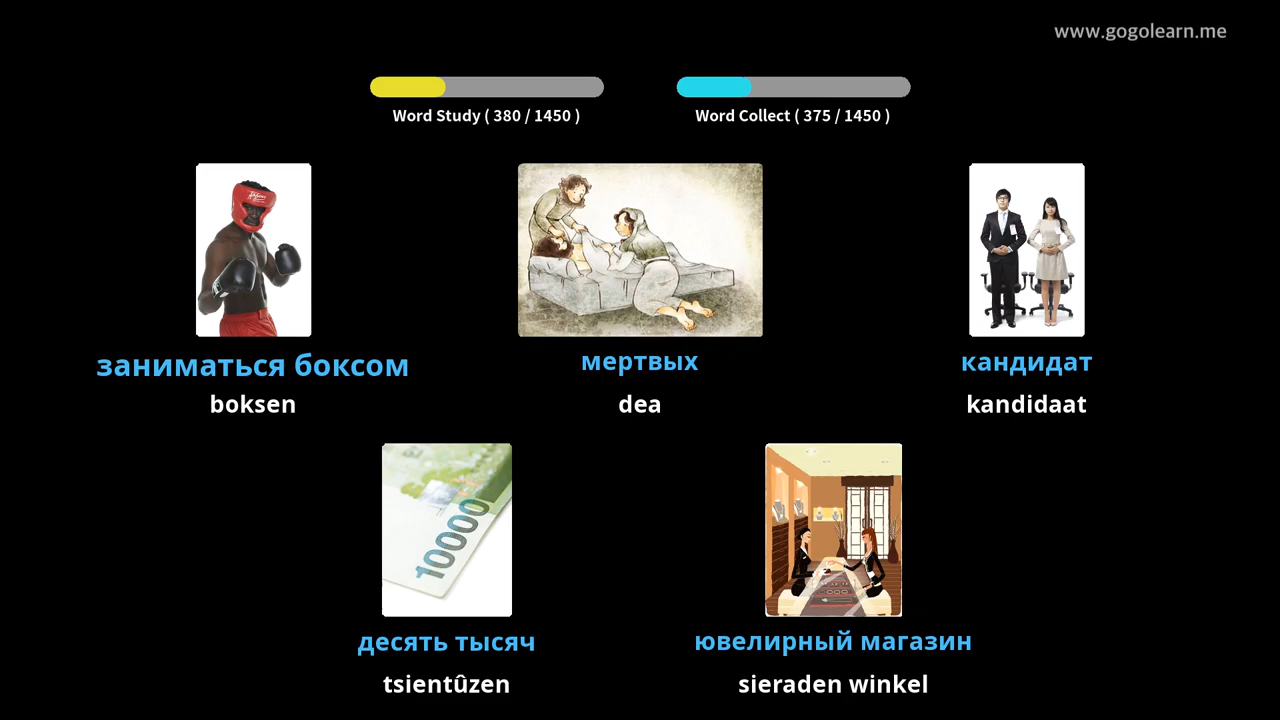 www.gogolearn.me
Word Study ( 380 / 1450 )
Word Collect ( 375 / 1450 )
заниматься боксом
boksen
мертвых
dea
кандидат
kandidaat
10000
десять тысяч
tsientûzen
ювелирный магазин
sieraden winkel